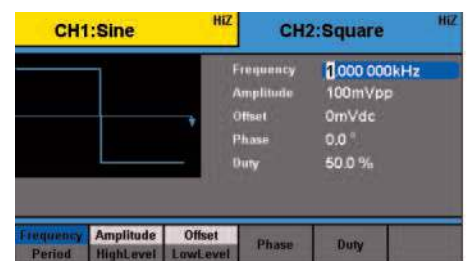 CH1:Sine HiZ CH2:Square HiZ
Frequency 1.000 000kHz
Amplitude 100mVpp
Offset 0mVdc
Phase 0.0 °
Duty 50.0 %
Frequency Amplitude Offset Phase Duty
Period HighLevel LowLevel